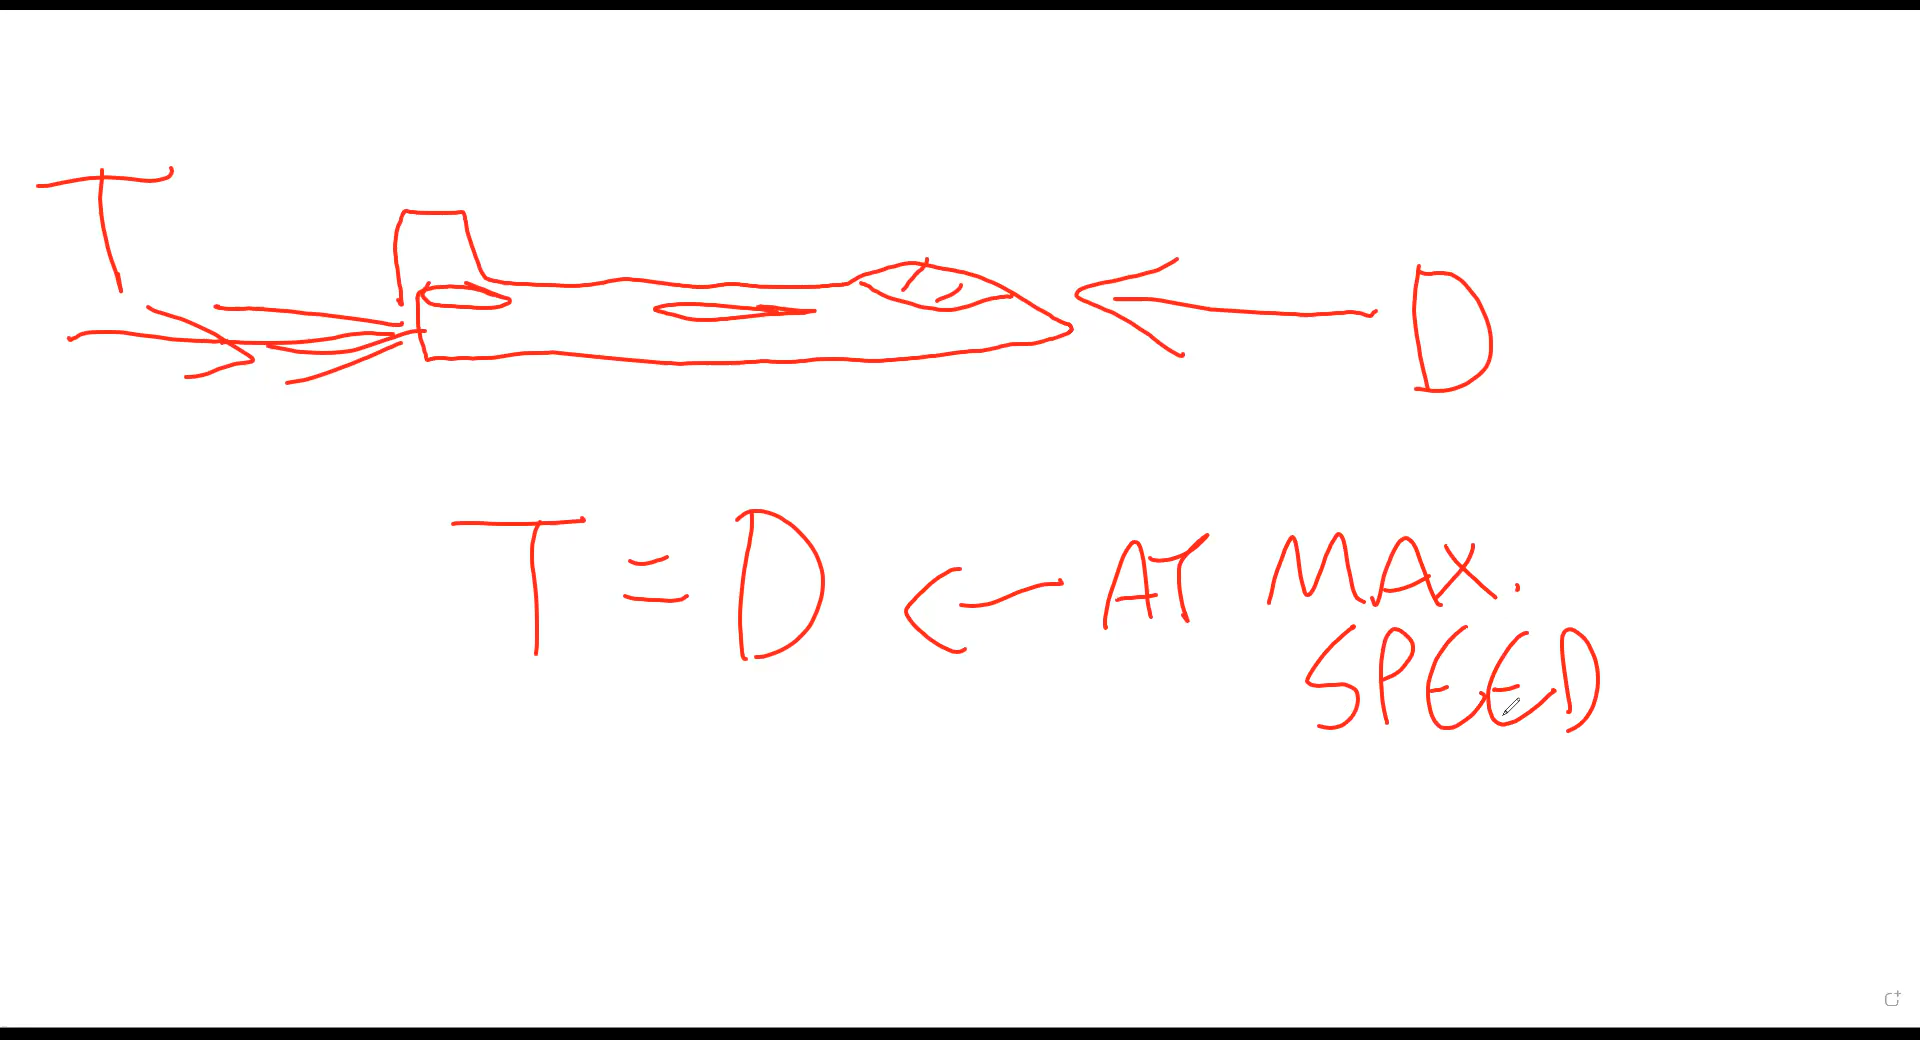 T
D
T = D ← AT MAX.
SPEED